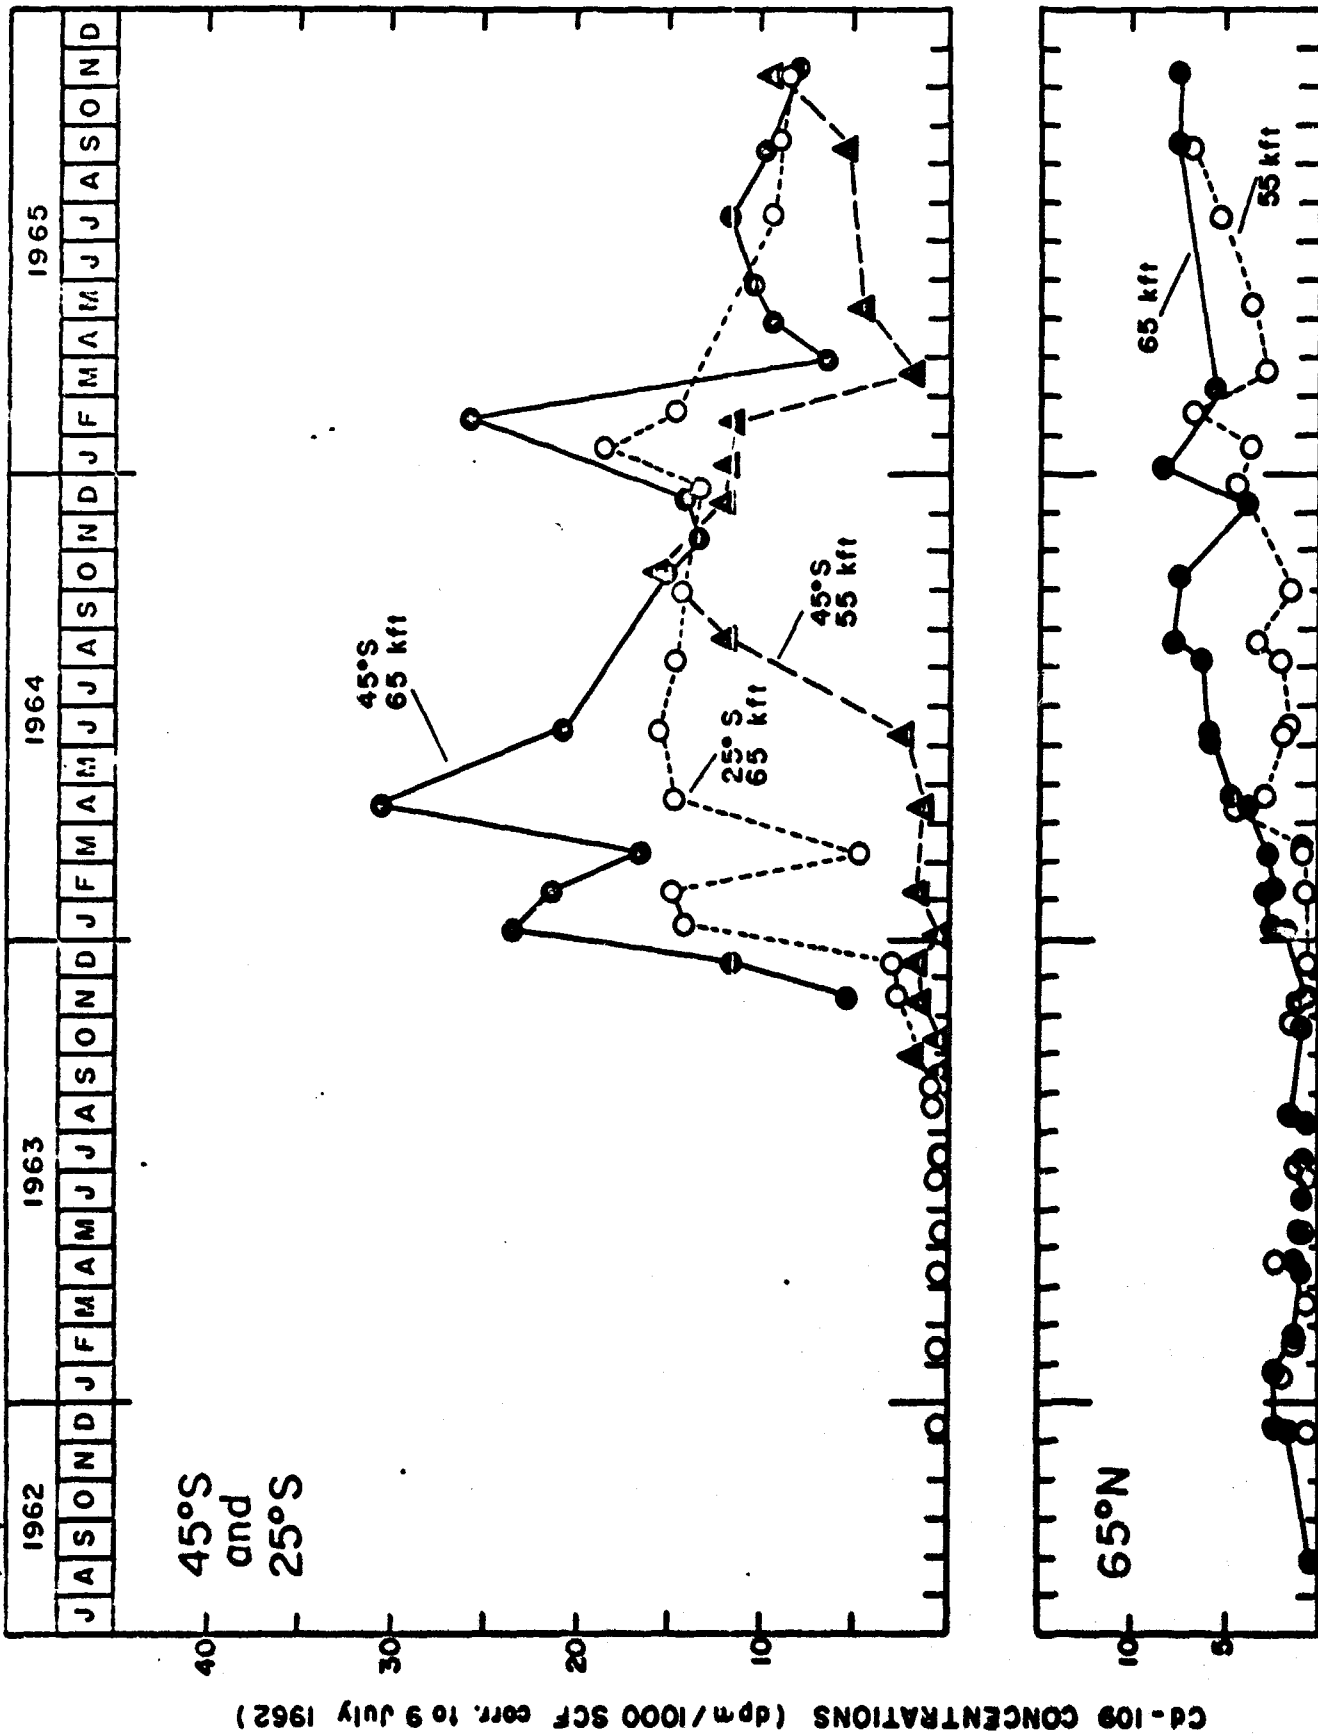 1962 1963 1964 1965
J A S O N D J F M A M J J A S O N D J F M A M J J A S O N D J F M A M J J A S O N D
45°S
and
25°S
40
30
20
10
45°S
65 kft
25°S
65 kft
45°S
55 kft
65°N
10
5
65 kft
55 kft
Cd-109 CONCENTRATIONS (dpm/1000 SCF corr. to 9 July 1962)